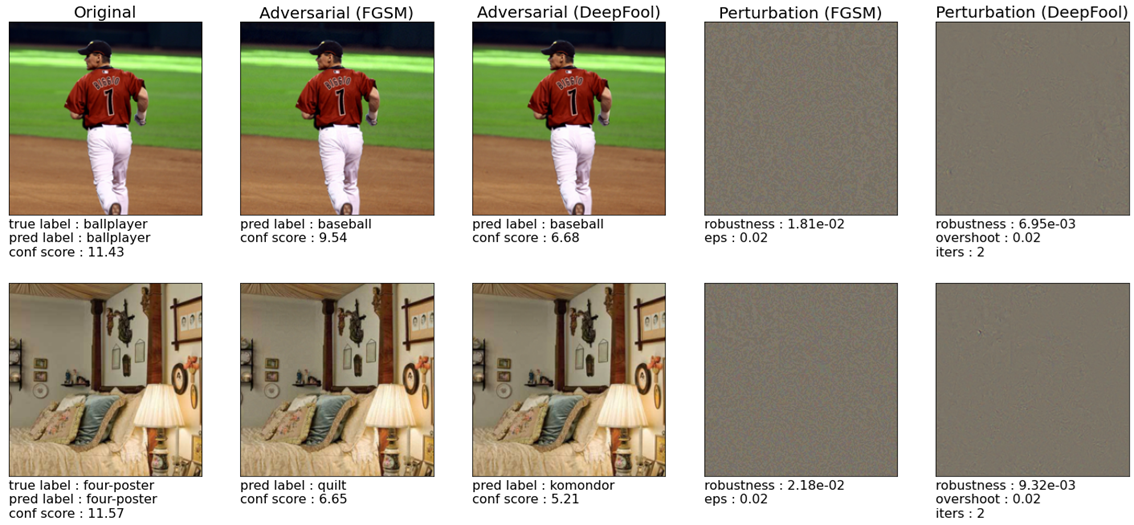 Original
Adversarial (FGSM)
Adversarial (DeepFool)
Perturbation (FGSM)
Perturbation (DeepFool)
BIGGIO
1
BIGGIO
1
BIGGIO
1
true label : ballplayer
pred label : ballplayer
conf score : 11.43
pred label : baseball
conf score : 9.54
pred label : baseball
conf score : 6.68
robustness : 1.81e-02
eps : 0.02
robustness : 6.95e-03
overshoot : 0.02
iters : 2
true label : four-poster
pred label : four-poster
conf score : 11.57
pred label : quilt
conf score : 6.65
pred label : komondor
conf score : 5.21
robustness : 2.18e-02
eps : 0.02
robustness : 9.32e-03
overshoot : 0.02
iters : 2